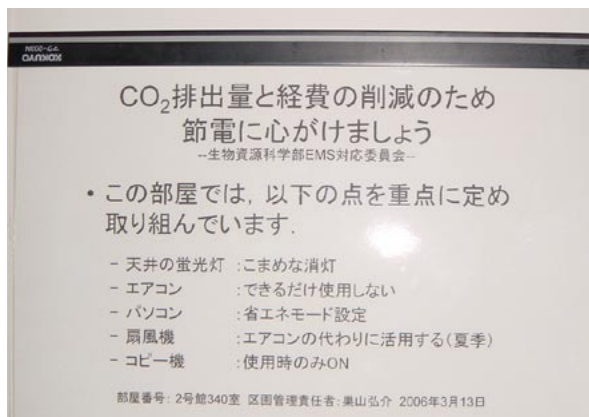 KOKUYO
CO₂排出量と経費の削減のため
節電に心がけましょう
--生物資源科学部EMS対応委員会--
・この部屋では，以下の点を重点に定め
取り組んでいます．
– 天井の蛍光灯 :こまめな消灯
– エアコン :できるだけ使用しない
– パソコン :省エネモード設定
– 扇風機 :エアコンの代わりに活用する(夏季)
– コピー機 :使用時のみON
部屋番号: 2号館340室 区画管理責任者: 巣山弘介 2006年3月13日